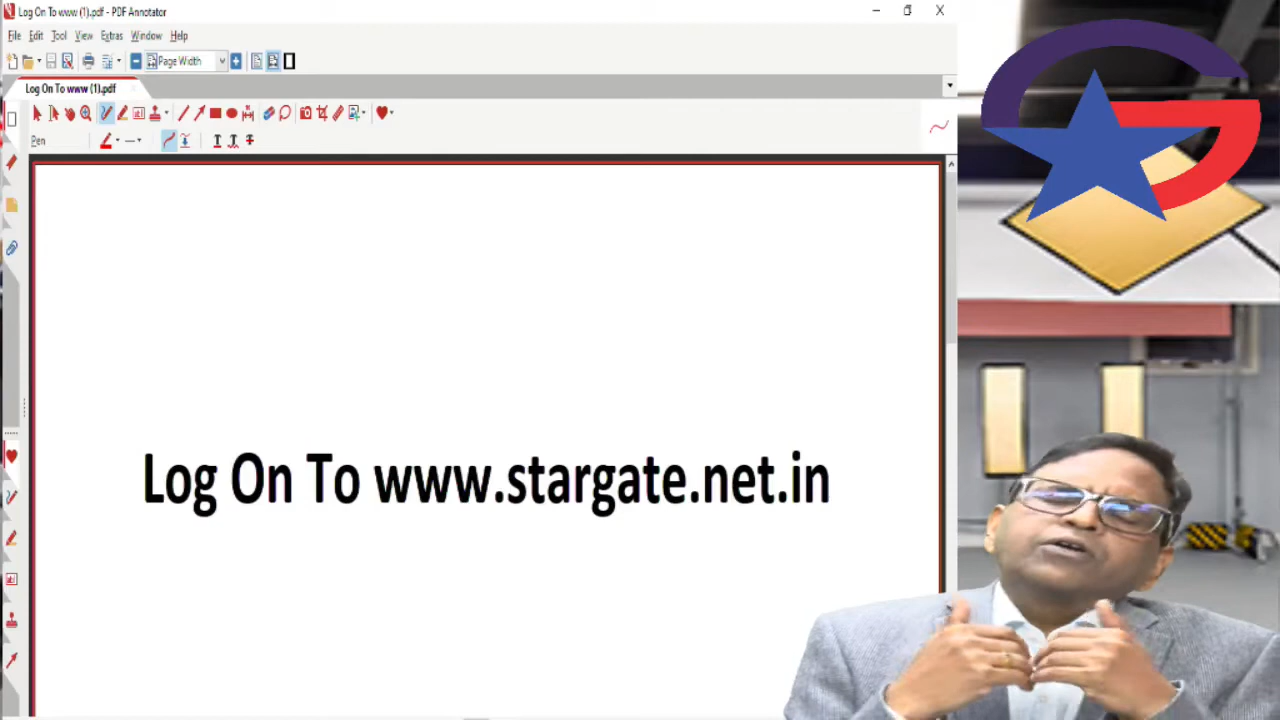 Log On To www (1).pdf - PDF Annotator
File Edit Tool View Extras Window Help
Page Width
Log On To www (1).pdf
Pen
Log On To www.stargate.net.in